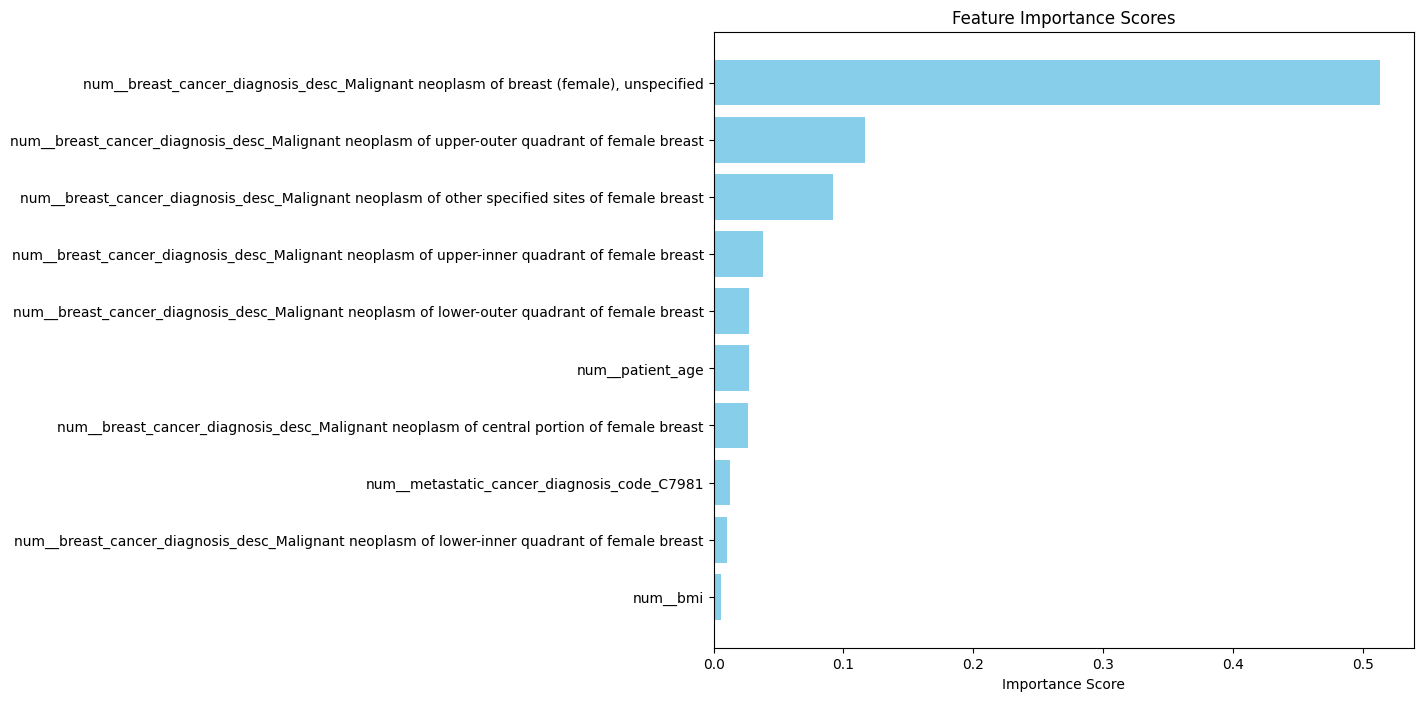 Feature Importance Scores
num__breast_cancer_diagnosis_desc_Malignant neoplasm of breast (female), unspecified
num__breast_cancer_diagnosis_desc_Malignant neoplasm of upper-outer quadrant of female breast
num__breast_cancer_diagnosis_desc_Malignant neoplasm of other specified sites of female breast
num__breast_cancer_diagnosis_desc_Malignant neoplasm of upper-inner quadrant of female breast
num__breast_cancer_diagnosis_desc_Malignant neoplasm of lower-outer quadrant of female breast
num__patient_age
num__breast_cancer_diagnosis_desc_Malignant neoplasm of central portion of female breast
num__metastatic_cancer_diagnosis_code_C7981
num__breast_cancer_diagnosis_desc_Malignant neoplasm of lower-inner quadrant of female breast
num__bmi
0.0 0.1 0.2 0.3 0.4 0.5
Importance Score